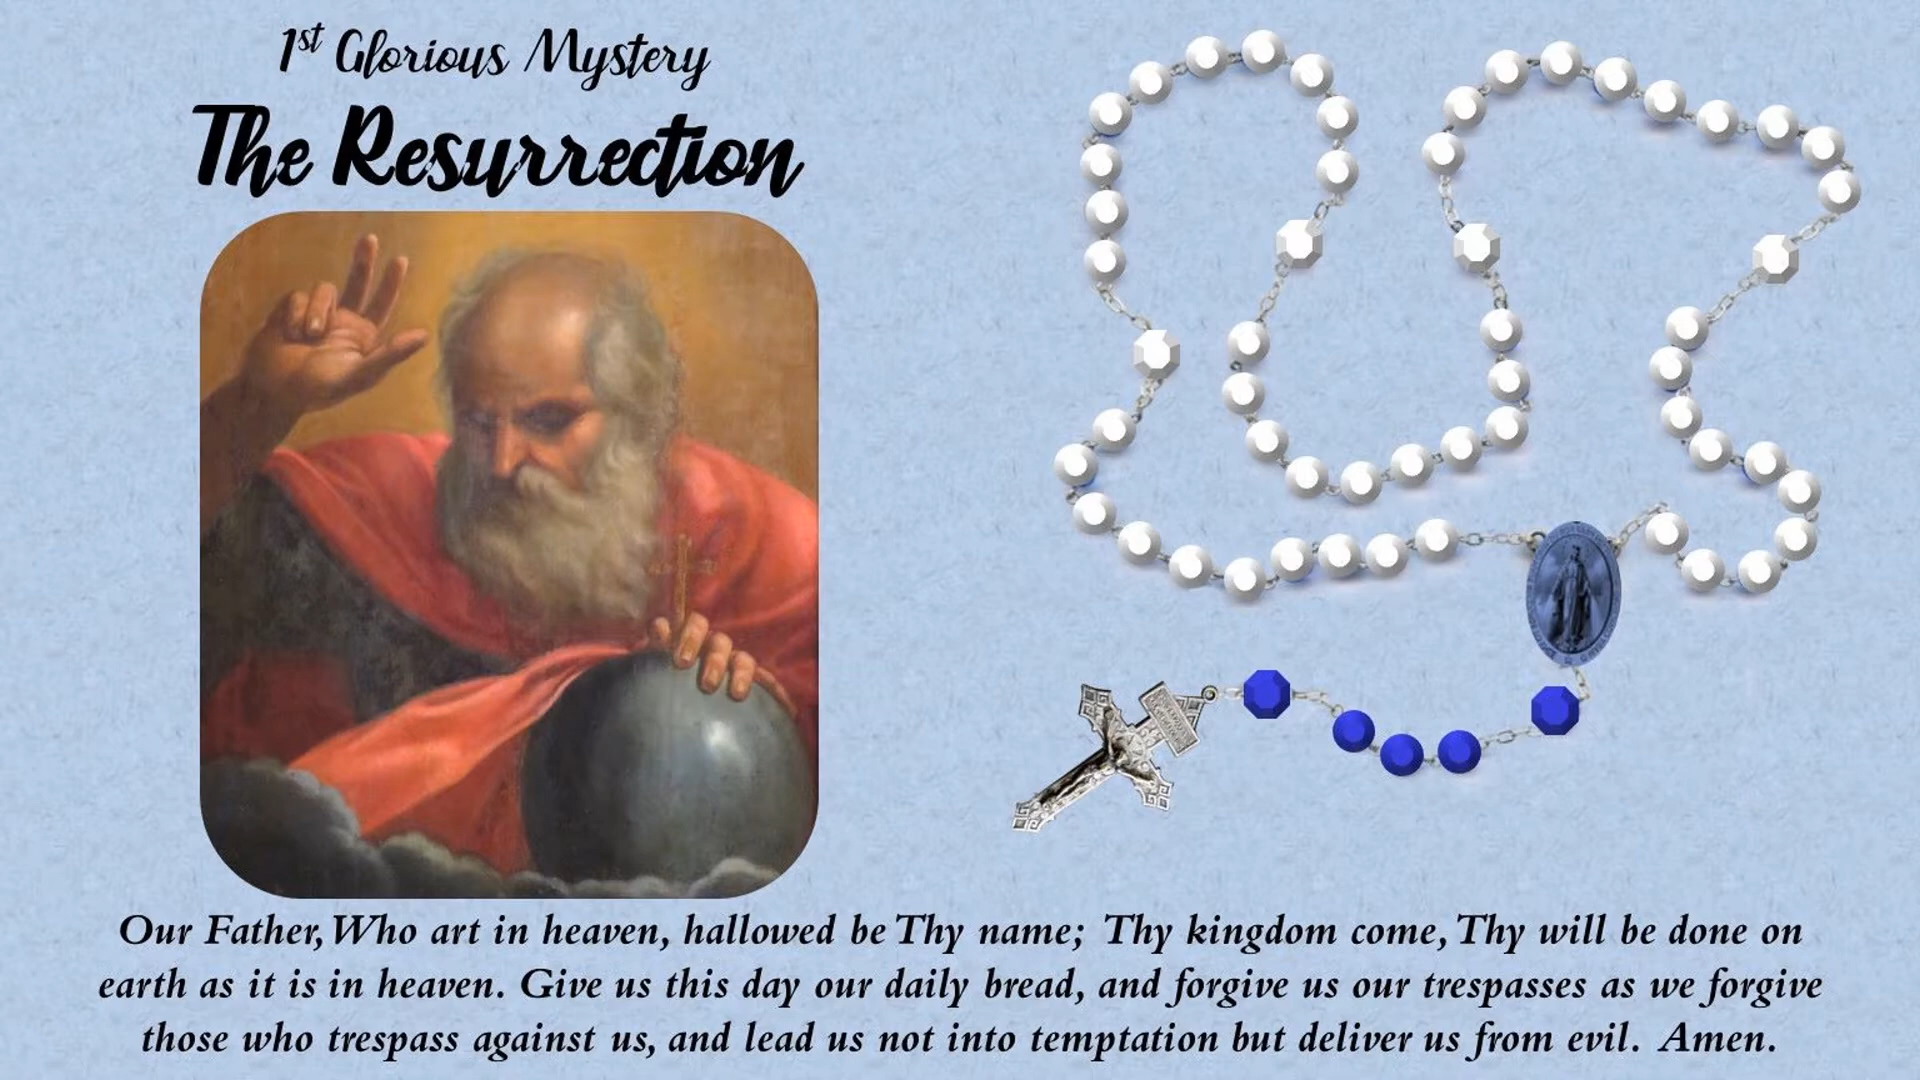 1st Glorious Mystery
The Resurrection
Our Father, Who art in heaven, hallowed be Thy name; Thy kingdom come, Thy will be done on
earth as it is in heaven. Give us this day our daily bread, and forgive us our trespasses as we forgive
those who trespass against us, and lead us not into temptation but deliver us from evil. Amen.